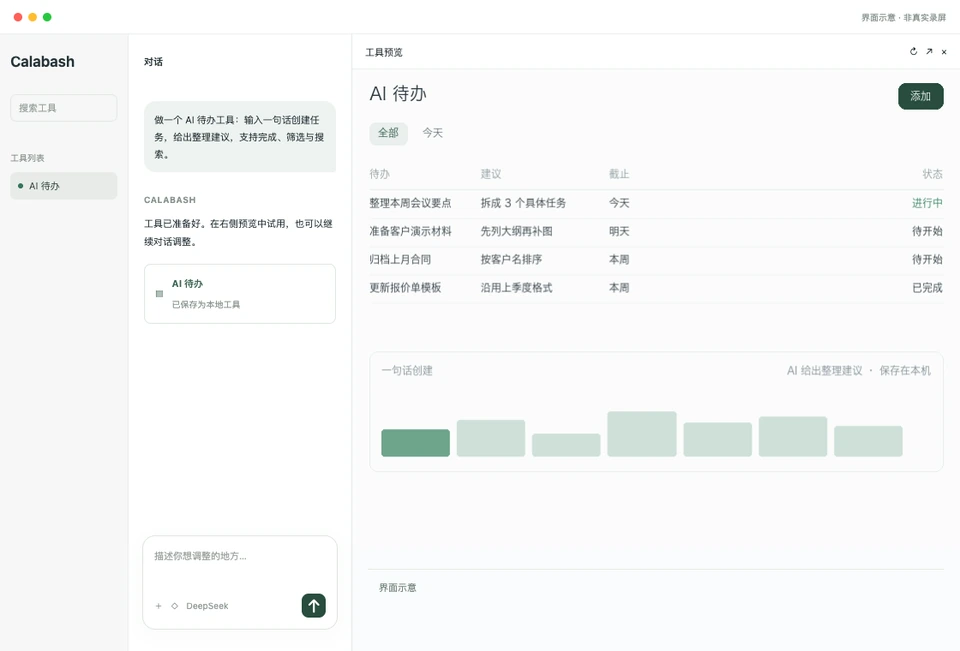 界面示意 · 非真实录屏
Calabash
搜索工具
工具列表
AI 待办
对话
做一个 AI 待办工具：输入一句话创建任
务，给出整理建议，支持完成、筛选与搜
索。
CALABASH
工具已准备好。在右侧预览中试用，也可以继
续对话调整。
AI 待办
已保存为本地工具
描述你想调整的地方...
DeepSeek
工具预览
AI 待办
添加
全部 今天
待办 建议 截止 状态
整理本周会议要点 拆成 3 个具体任务 今天 进行中
准备客户演示材料 先列大纲再补图 明天 待开始
归档上月合同 按客户名排序 本周 待开始
更新报价单模板 沿用上季度格式 本周 已完成
一句话创建 AI 给出整理建议 · 保存在本机
界面示意